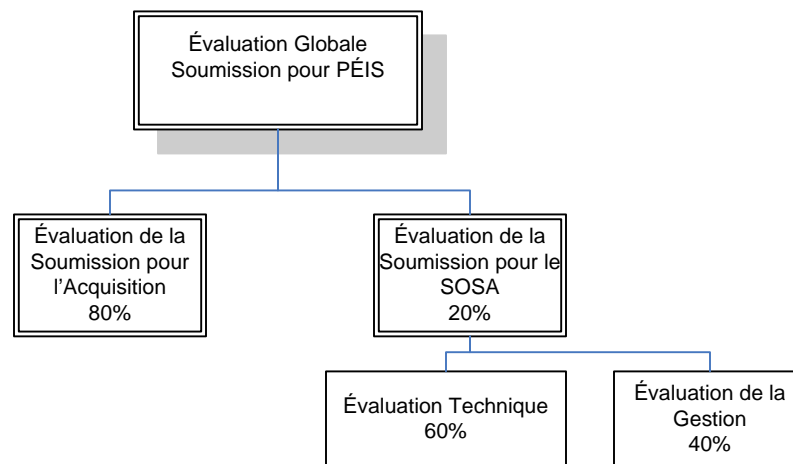 Évaluation Globale
Soumission pour PÉIS
Évaluation de la
Soumission pour
l'Acquisition
80%
Évaluation de la
Soumission pour le
SOSA
20%
Évaluation Technique
60%
Évaluation de la
Gestion
40%